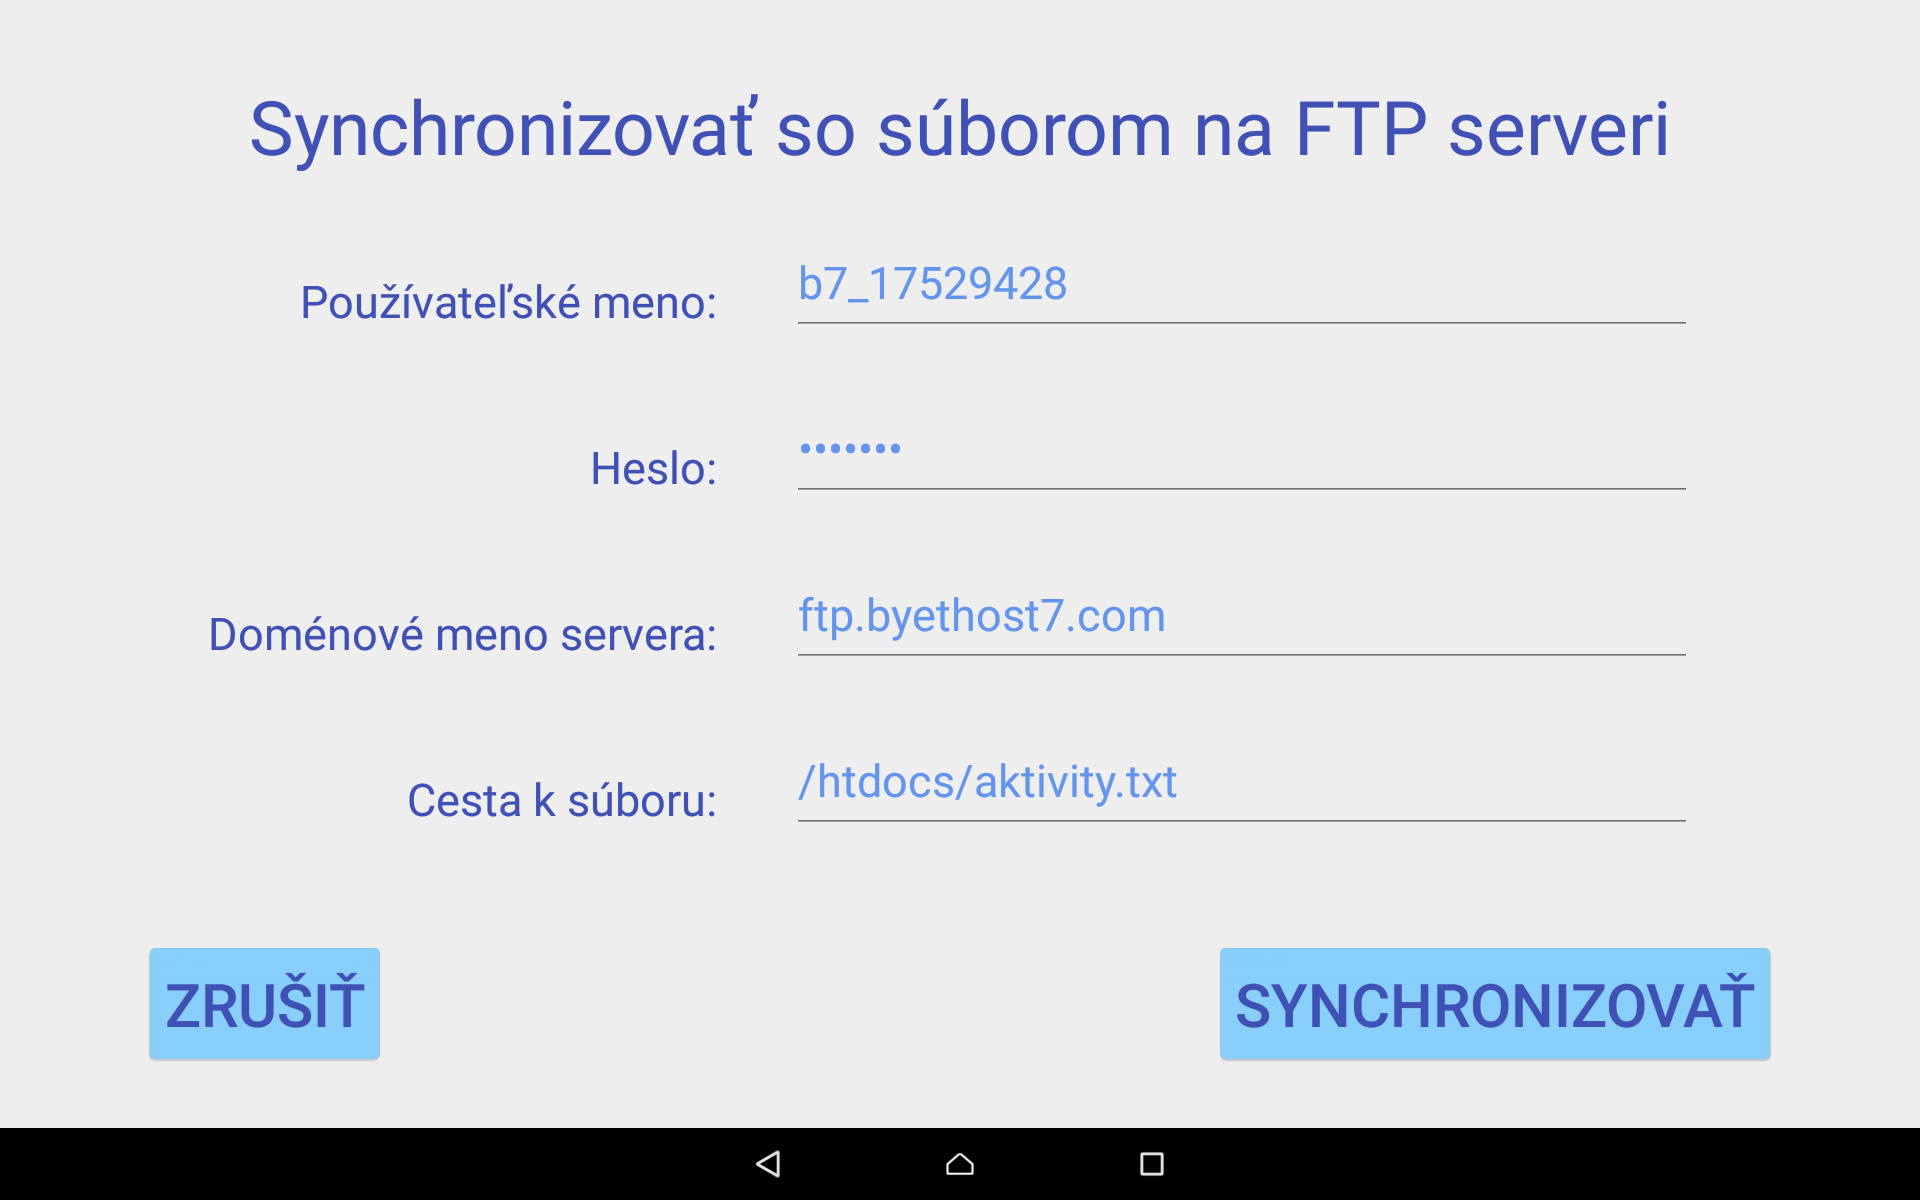 Synchronizovať so súborom na FTP serveri
Používateľské meno: b7_17529428
Heslo: •••••••
Doménové meno servera: ftp.byethost7.com
Cesta k súboru: /htdocs/aktivity.txt
ZRUŠIŤ SYNCHRONIZOVAŤ